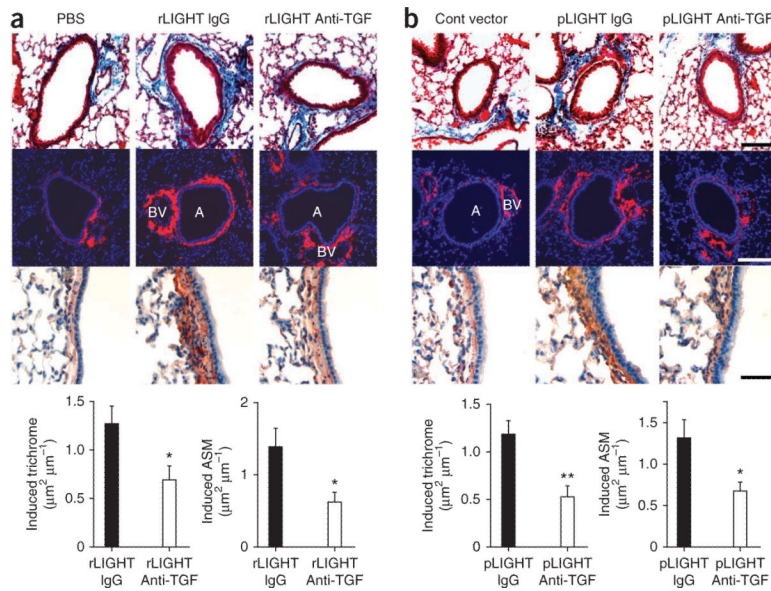 a
PBS
rLIGHT IgG
rLIGHT Anti-TGF
BV
A
A
BV
Induced trichrome
(μm² μm⁻¹)
1.5
1.0
0.5
0
*
rLIGHT
IgG
rLIGHT
Anti-TGF
Induced ASM
(μm² μm⁻¹)
2
1
0
*
rLIGHT
IgG
rLIGHT
Anti-TGF
b
Cont vector
pLIGHT IgG
pLIGHT Anti-TGF
BV
A
Induced trichrome
(μm² μm⁻¹)
1.5
1.0
0.5
0
**
pLIGHT
IgG
pLIGHT
Anti-TGF
Induced ASM
(μm² μm⁻¹)
1.5
1.0
0.5
0
*
pLIGHT
IgG
pLIGHT
Anti-TGF